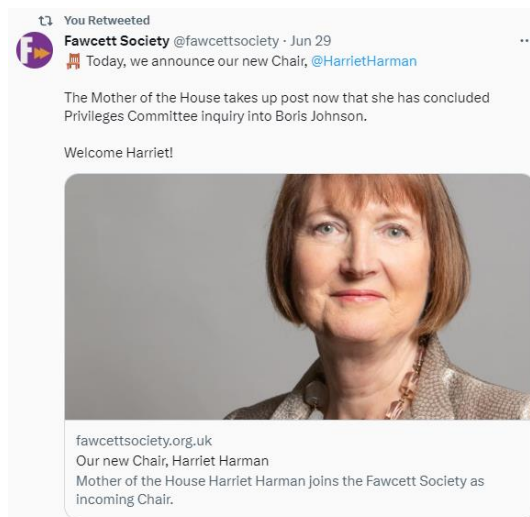 You Retweeted
Fawcett Society @fawcettsociety · Jun 29 ...
Today, we announce our new Chair, @HarrietHarman
The Mother of the House takes up post now that she has concluded
Privileges Committee inquiry into Boris Johnson.
Welcome Harriet!
fawcettsociety.org.uk
Our new Chair, Harriet Harman
Mother of the House Harriet Harman joins the Fawcett Society as
incoming Chair.